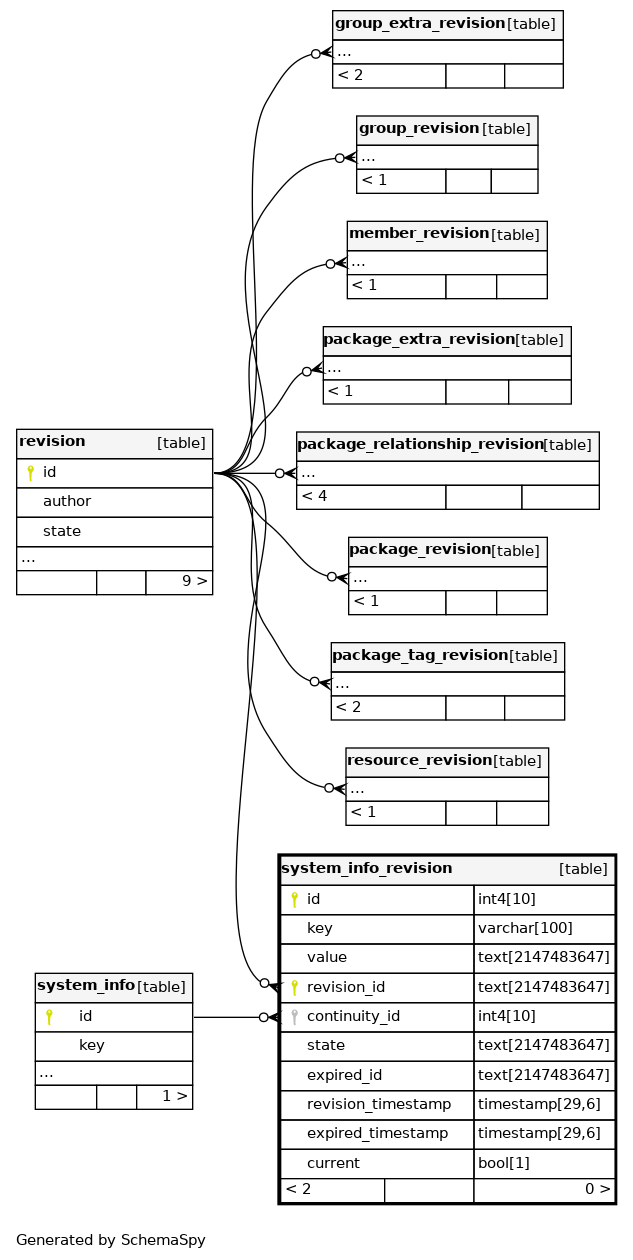 group_extra_revision [table]
...
< 2
group_revision [table]
...
< 1
member_revision [table]
...
< 1
package_extra_revision [table]
...
< 1
revision [table]
id
author
state
...
9 >
package_relationship_revision [table]
...
< 4
package_revision [table]
...
< 1
package_tag_revision [table]
...
< 2
resource_revision [table]
...
< 1
system_info_revision [table]
id int4[10]
key varchar[100]
value text[2147483647]
revision_id text[2147483647]
continuity_id int4[10]
state text[2147483647]
expired_id text[2147483647]
revision_timestamp timestamp[29,6]
expired_timestamp timestamp[29,6]
current bool[1]
< 2 0 >
system_info [table]
id
key
...
1 >
Generated by SchemaSpy